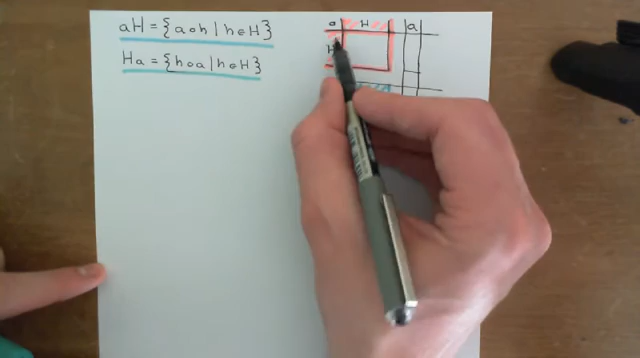 aH = {a∘h | h∈H}
Ha = {h∘a | h∈H}
∘ H a
H